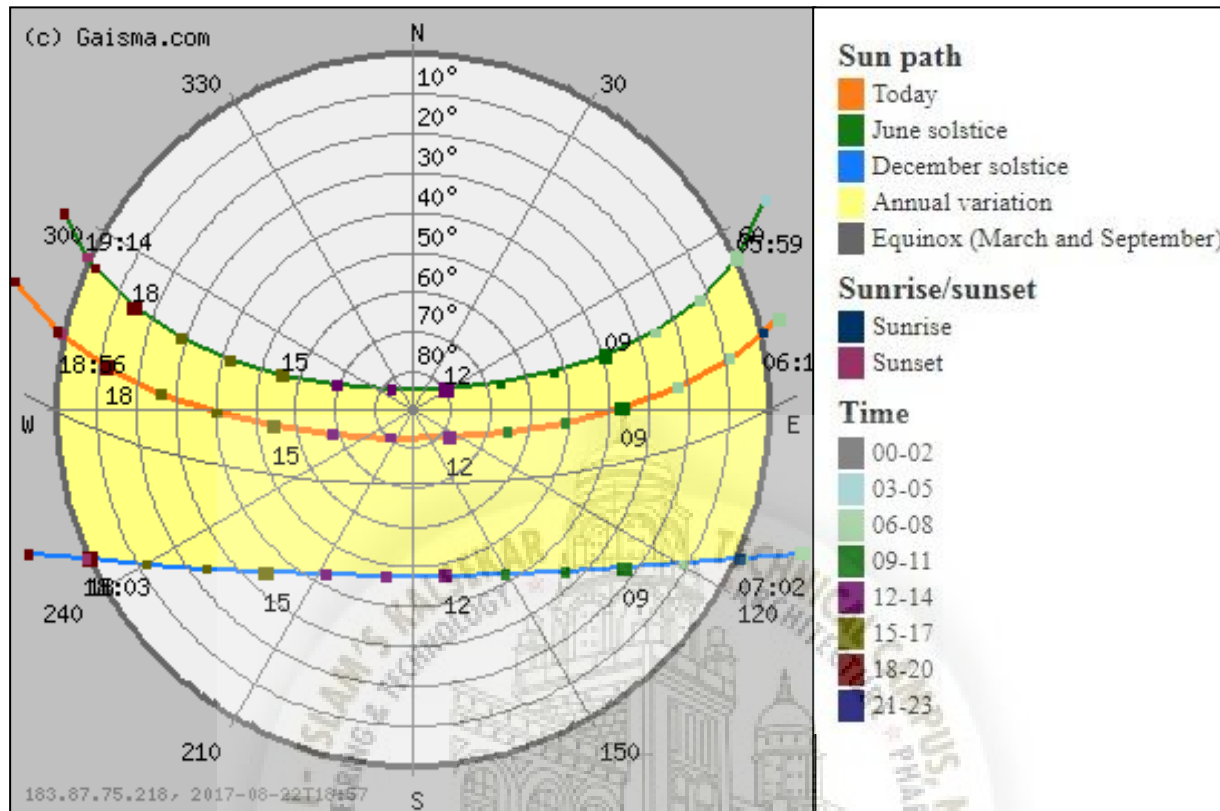 (c) Gaisma.com
N
330
30
10°
20°
30°
40°
50°
60°
70°
80°
300
19:14
05:59
18
15
12
09
18:56
18
15
12
09
06:1
W
E
18:03
15
12
09
07:02
240
120
210
150
S
183.87.75.218, 2017-08-22T18:57
Sun path
Today
June solstice
December solstice
Annual variation
Equinox (March and September)
Sunrise/sunset
Sunrise
Sunset
Time
00-02
03-05
06-08
09-11
12-14
15-17
18-20
21-23